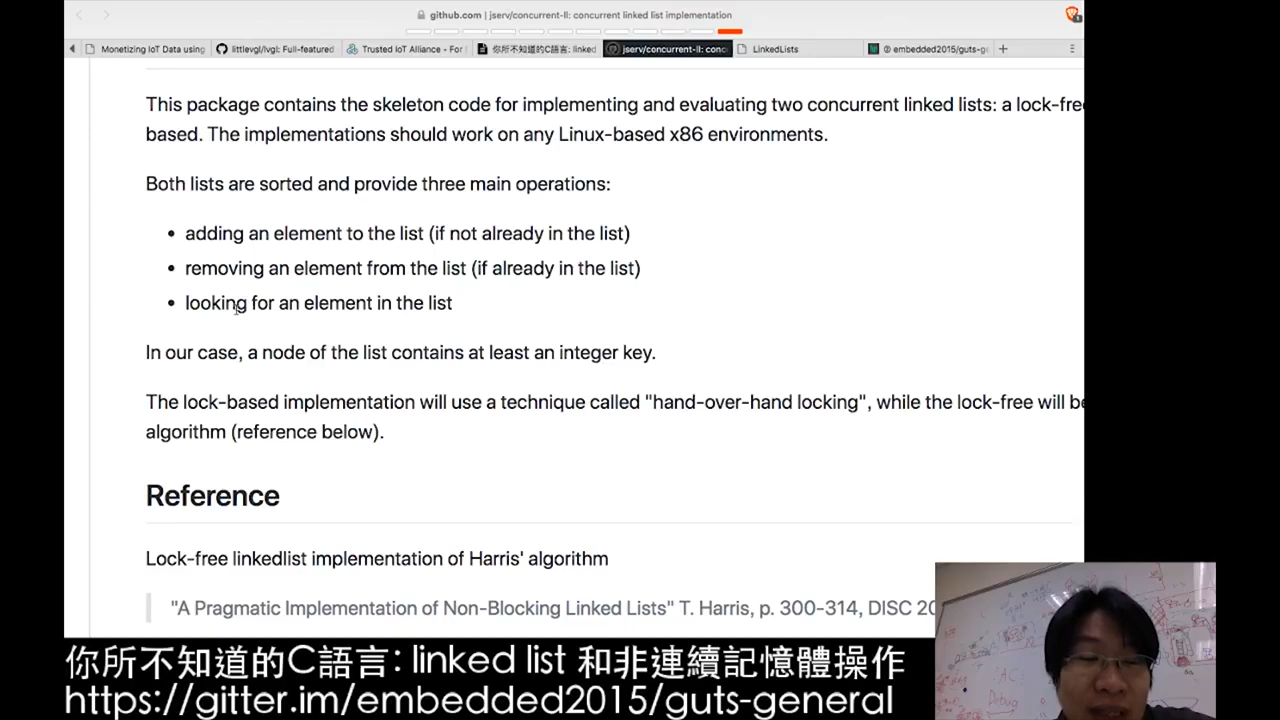 github.com | jserv/concurrent-ll: concurrent linked list implementation
Monetizing IoT Data using
littlevgl/lvgl: Full-featured
Trusted IoT Alliance - For
你所不知道的C語言: linked
jserv/concurrent-ll: conc
LinkedLists
embedded2015/guts-ge
This package contains the skeleton code for implementing and evaluating two concurrent linked lists: a lock-fre
based. The implementations should work on any Linux-based x86 environments.
Both lists are sorted and provide three main operations:
• adding an element to the list (if not already in the list)
• removing an element from the list (if already in the list)
• looking for an element in the list
In our case, a node of the list contains at least an integer key.
The lock-based implementation will use a technique called "hand-over-hand locking", while the lock-free will be
algorithm (reference below).
Reference
Lock-free linkedlist implementation of Harris' algorithm
"A Pragmatic Implementation of Non-Blocking Linked Lists" T. Harris, p. 300-314, DISC 20
AC
Debug
你所不知道的C語言: linked list 和非連續記憶體操作
https://gitter.im/embedded2015/guts-general